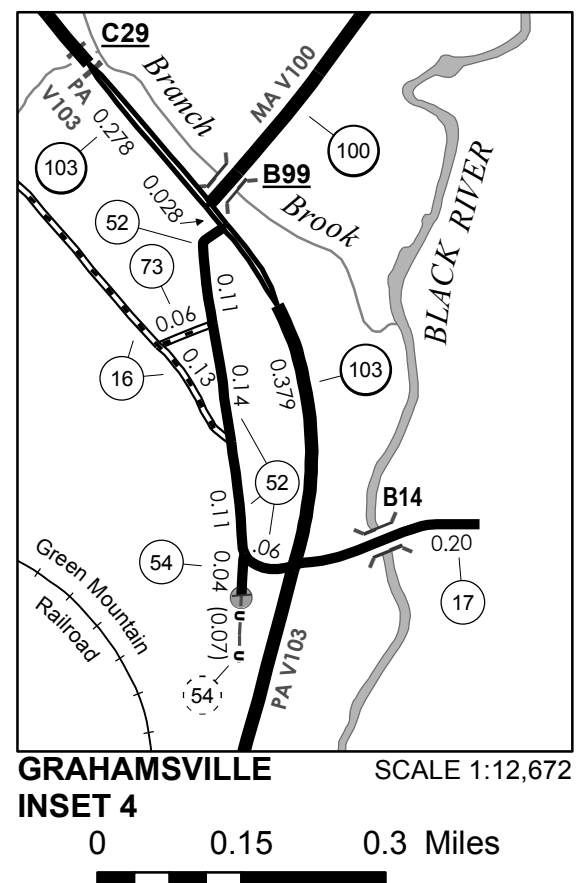 C29
Branch
MA V100
PA V103
0.278
103
100
B99
Brook
BLACK RIVER
0.028
52
73
0.11
0.06
16
0.13
0.14
0.379
103
52
B14
0.11
.06
0.20
17
54
0.04
(0.07)
54
Green Mountain
Railroad
PA V103
GRAHAMSVILLE
SCALE 1:12,672
INSET 4
0 0.15 0.3 Miles